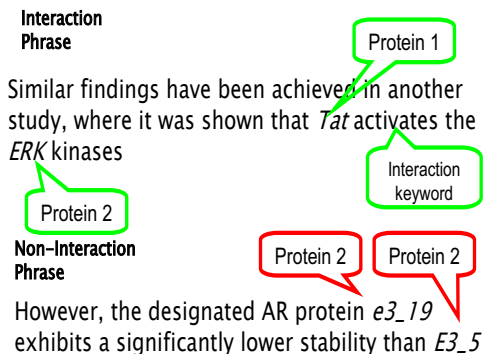 Interaction
Phrase
Protein 1
Similar findings have been achieved in another
study, where it was shown that Tat activates the
ERK kinases
Interaction
keyword
Protein 2
Non-Interaction
Phrase
Protein 2
Protein 2
However, the designated AR protein e3_19
exhibits a significantly lower stability than E3_5